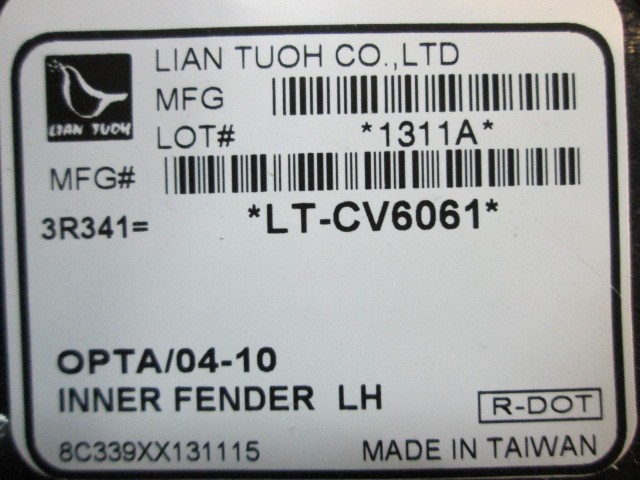 LIAN TUOH
LIAN TUOH CO.,LTD
MFG
LOT# *1311A*
MFG#
3R341= *LT-CV6061*
OPTA/04-10
INNER FENDER LH
R-DOT
8C339XX131115
MADE IN TAIWAN